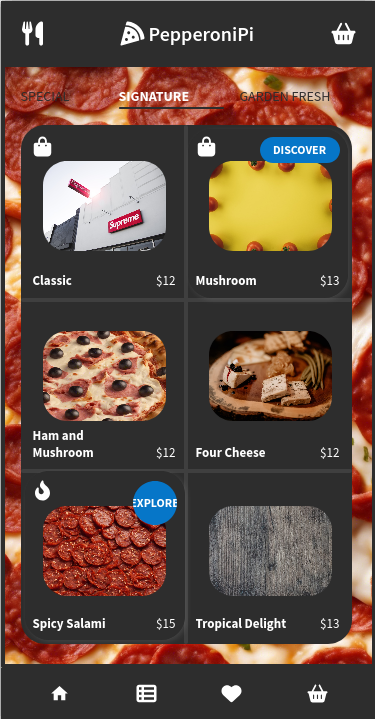 PepperoniPi
SPECIAL
SIGNATURE
GARDEN FRESH
DISCOVER
Supreme
Classic
$12
Mushroom
$13
Ham and
Mushroom
$12
Four Cheese
$12
EXPLORE
Spicy Salami
$15
Tropical Delight
$13